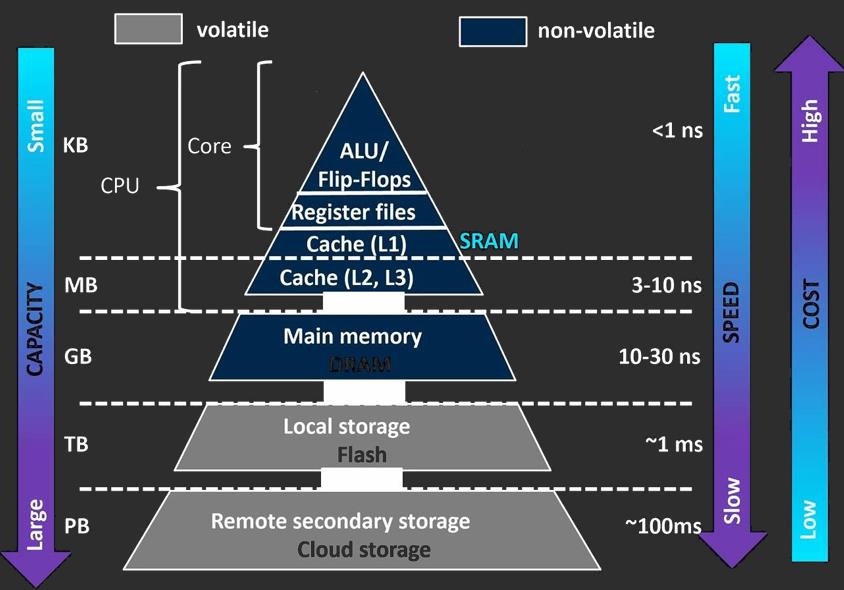 volatile
non-volatile
Small
KB
Core
CPU
ALU/
Flip-Flops
Register files
Cache (L1)
SRAM
<1 ns
Fast
High
MB
Cache (L2, L3)
3-10 ns
CAPACITY
SPEED
COST
GB
Main memory
DRAM
10-30 ns
TB
Local storage
Flash
~1 ms
Large
PB
Remote secondary storage
Cloud storage
~100ms
Slow
Low